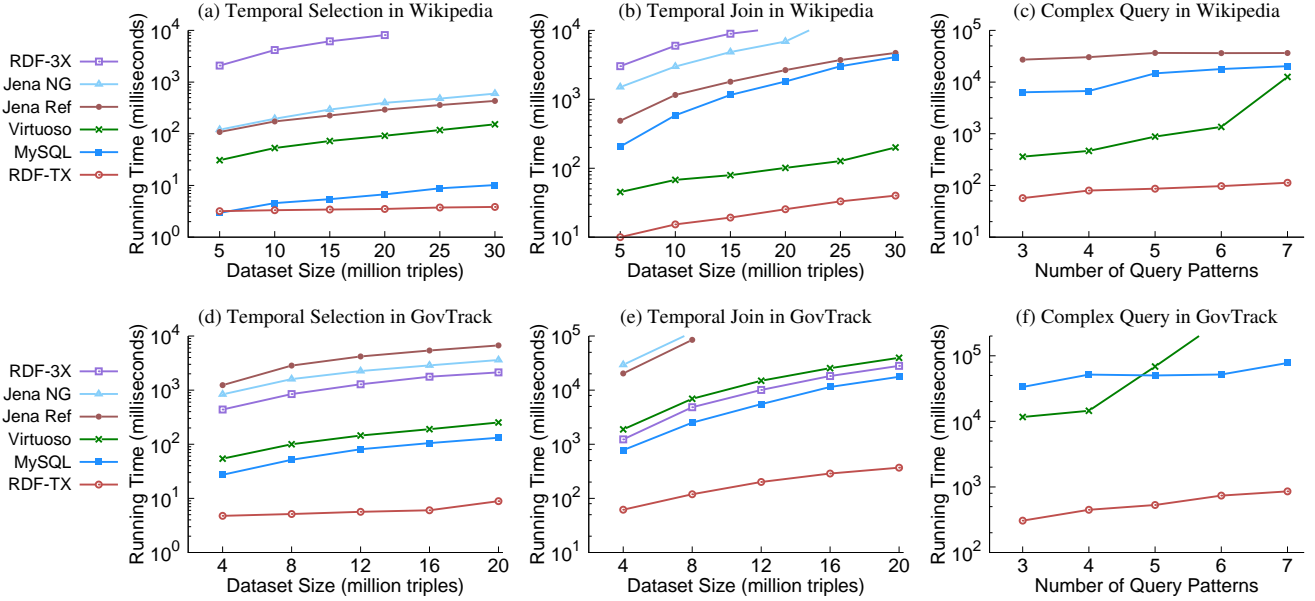 (a) Temporal Selection in Wikipedia
RDF-3X
Jena NG
Jena Ref
Virtuoso
MySQL
RDF-TX
Running Time (milliseconds)
10^4
10^3
10^2
10^1
10^0
5 10 15 20 25 30
Dataset Size (million triples)
(b) Temporal Join in Wikipedia
Running Time (milliseconds)
10^4
10^3
10^2
10^1
5 10 15 20 25 30
Dataset Size (million triples)
(c) Complex Query in Wikipedia
Running Time (milliseconds)
10^5
10^4
10^3
10^2
10^1
3 4 5 6 7
Number of Query Patterns
(d) Temporal Selection in GovTrack
RDF-3X
Jena NG
Jena Ref
Virtuoso
MySQL
RDF-TX
Running Time (milliseconds)
10^4
10^3
10^2
10^1
10^0
4 8 12 16 20
Dataset Size (million triples)
(e) Temporal Join in GovTrack
Running Time (milliseconds)
10^5
10^4
10^3
10^2
10^1
4 8 12 16 20
Dataset Size (million triples)
(f) Complex Query in GovTrack
Running Time (milliseconds)
10^5
10^4
10^3
10^2
3 4 5 6 7
Number of Query Patterns